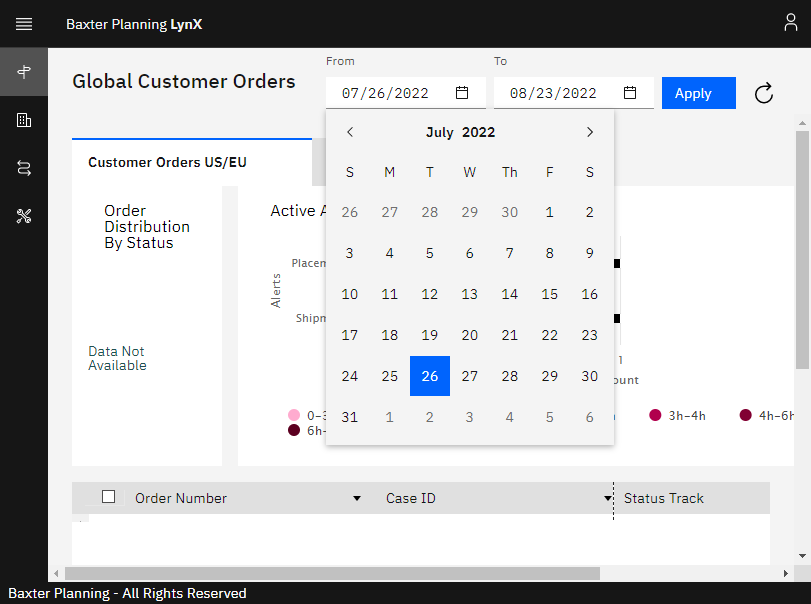 Baxter Planning LynX
From
To
Global Customer Orders
07/26/2022
08/23/2022
Apply
July 2022
S M T W Th F S
26 27 28 29 30 1 2
3 4 5 6 7 8 9
10 11 12 13 14 15 16
17 18 19 20 21 22 23
24 25 26 27 28 29 30
31 1 2 3 4 5 6
Customer Orders US/EU
Order
Distribution
By Status
Data Not
Available
Active A
Placem
Alerts
Shipm
1
ount
0-3
3h-4h
4h-6h
6h-
Order Number
Case ID
Status Track
Baxter Planning - All Rights Reserved